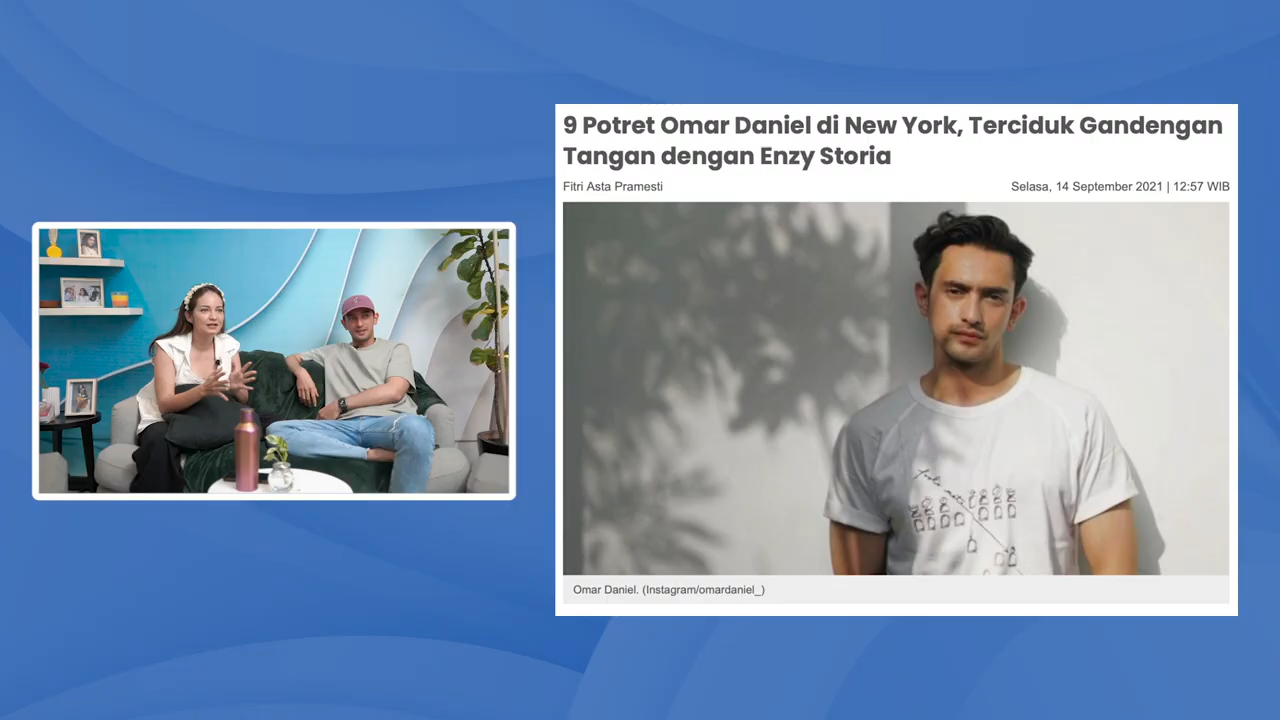 9 Potret Omar Daniel di New York, Terciduk Gandengan
Tangan dengan Enzy Storia
Fitri Asta Pramesti
Selasa, 14 September 2021 | 12:57 WIB
Omar Daniel. (Instagram/omardaniel_)